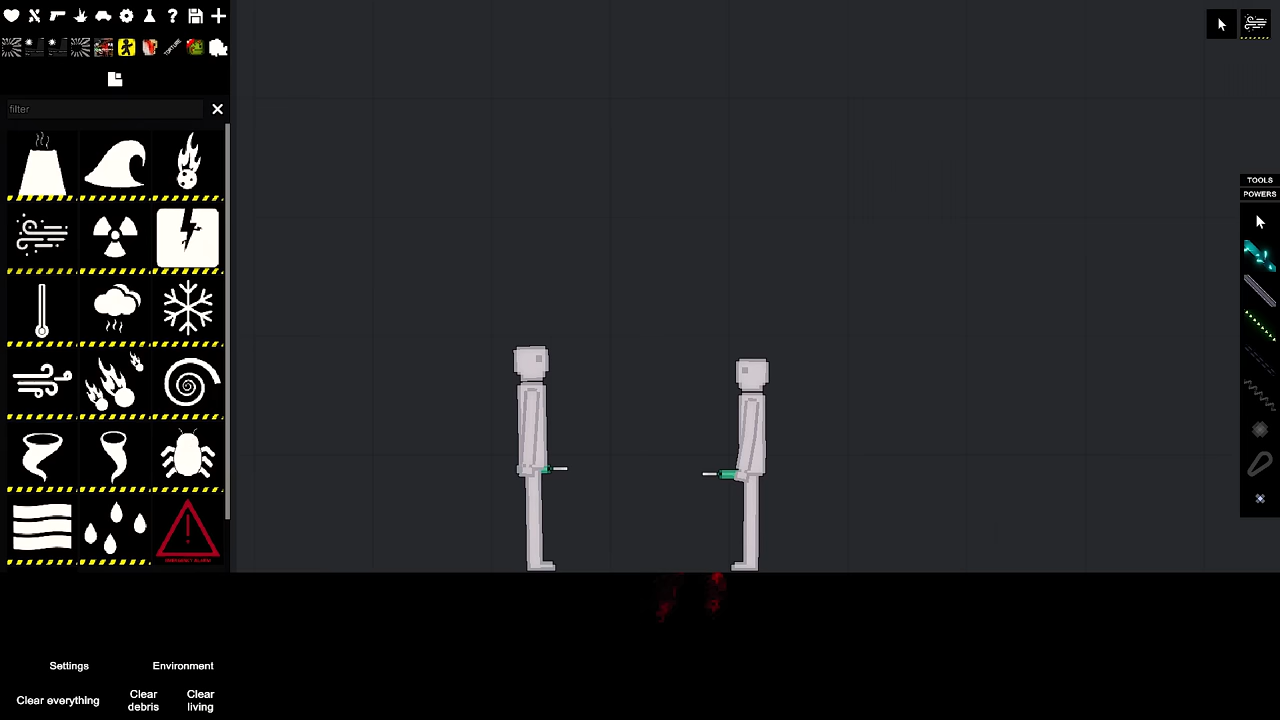 filter
TOOLS
POWERS
Settings
Environment
Clear everything
Clear
debris
Clear
living